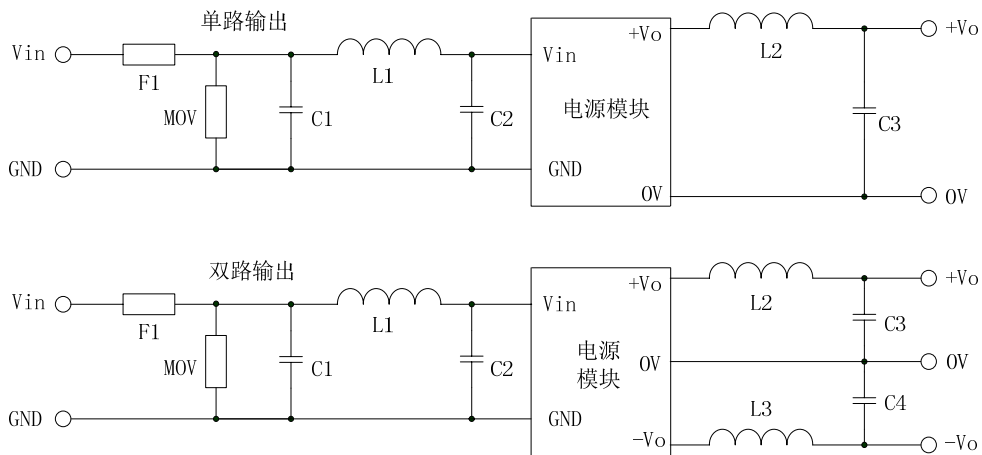 单路输出
Vin
F1
MOV
C1
L1
C2
GND
Vin
GND
电源模块
+Vo
0V
L2
C3
+Vo
0V
双路输出
Vin
F1
MOV
C1
L1
C2
GND
Vin
GND
电源
模块
+Vo
0V
-Vo
L2
L3
C3
C4
+Vo
0V
-Vo